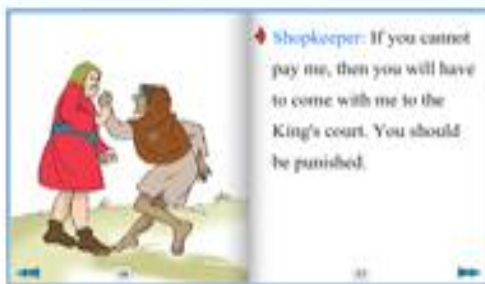 Shopkeeper: If you cannot
pay me, then you will have
to come with me to the
King's court. You should
be punished.